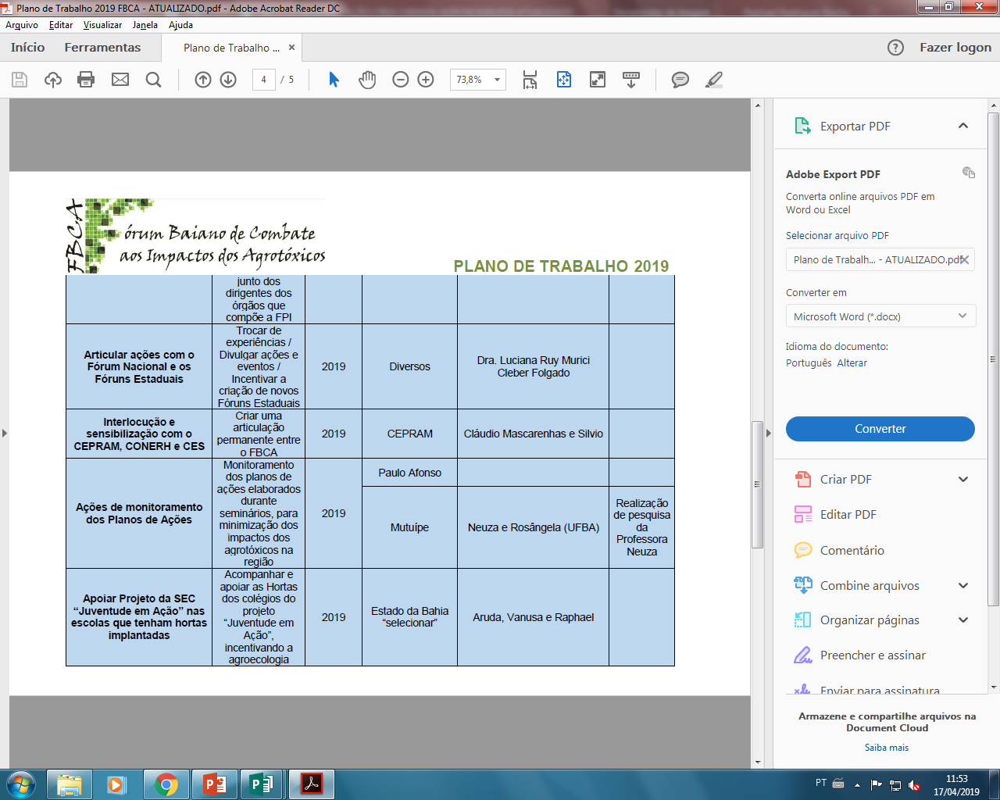 Plano de Trabalho 2019 FBCA - ATUALIZADO.pdf - Adobe Acrobat Reader DC
Arquivo Editar Visualizar Janela Ajuda
Início Ferramentas Plano de Trabalho ... × Fazer logon
4 / 5 73,8%
FBCA
órum Baiano de Combate
aos Impactos dos Agrotóxicos
PLANO DE TRABALHO 2019
junto dos
dirigentes dos
órgãos que
compõe a FPI
Articular ações com o
Fórum Nacional e os
Fóruns Estaduais
Trocar de
experiências /
Divulgar ações e
eventos /
Incentivar a
criação de novos
Fóruns Estaduais
2019
Diversos
Dra. Luciana Ruy Murici
Cleber Folgado
Interlocução e
sensibilização com o
CEPRAM, CONERH e CES
Criar uma
articulação
permanente entre
o FBCA
2019
CEPRAM
Cláudio Mascarenhas e Silvio
Ações de monitoramento
dos Planos de Ações
Monitoramento
dos planos de
ações elaborados
durante
seminários, para
minimização dos
impactos dos
agrotóxicos na
região
2019
Paulo Afonso
Mutuípe
Neuza e Rosângela (UFBA)
Realização
de pesquisa
da
Professora
Neuza
Apoiar Projeto da SEC
“Juventude em Ação” nas
escolas que tenham hortas
implantadas
Acompanhar e
apoiar as Hortas
dos colégios do
projeto
“Juventude em
Ação”,
incentivando a
agroecologia
2019
Estado da Bahia
“selecionar”
Aruda, Vanusa e Raphael
Exportar PDF
Adobe Export PDF
Converta online arquivos PDF em
Word ou Excel
Selecionar arquivo PDF
Plano de Trabalh... - ATUALIZADO.pdf
Converter em
Microsoft Word (*.docx)
Idioma do documento:
Português Alterar
Converter
Criar PDF
Editar PDF
Comentário
Combine arquivos
Organizar páginas
Preencher e assinar
Enviar para assinatura
Armazene e compartilhe arquivos na
Document Cloud
Saiba mais
PT
11:53
17/04/2019